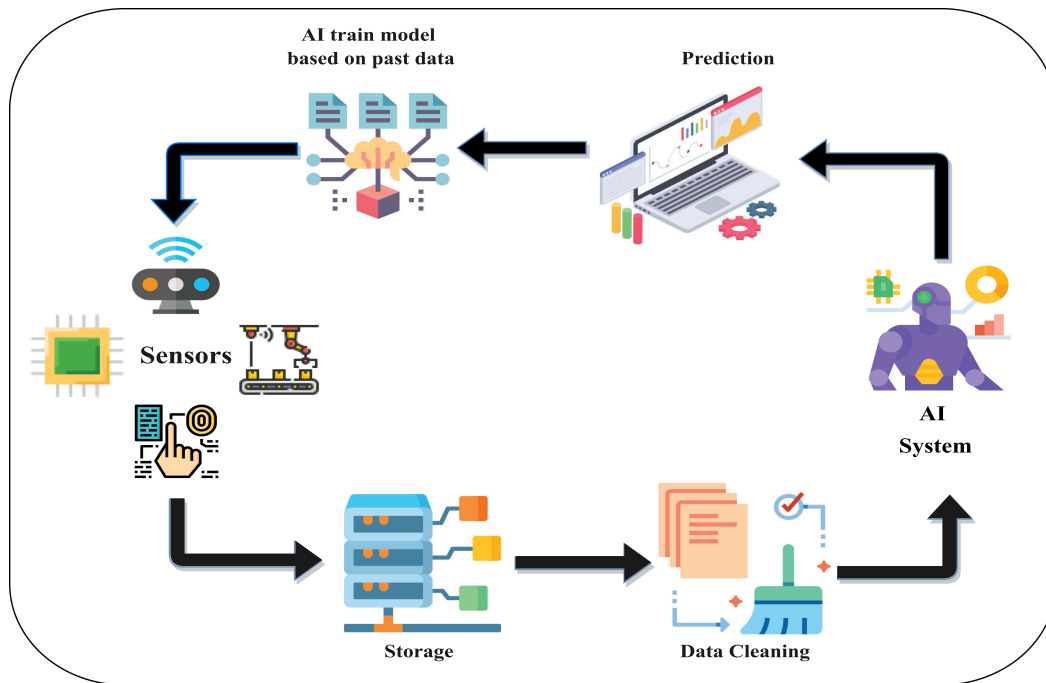 AI train model
based on past data
Prediction
Sensors
AI
System
Storage
Data Cleaning